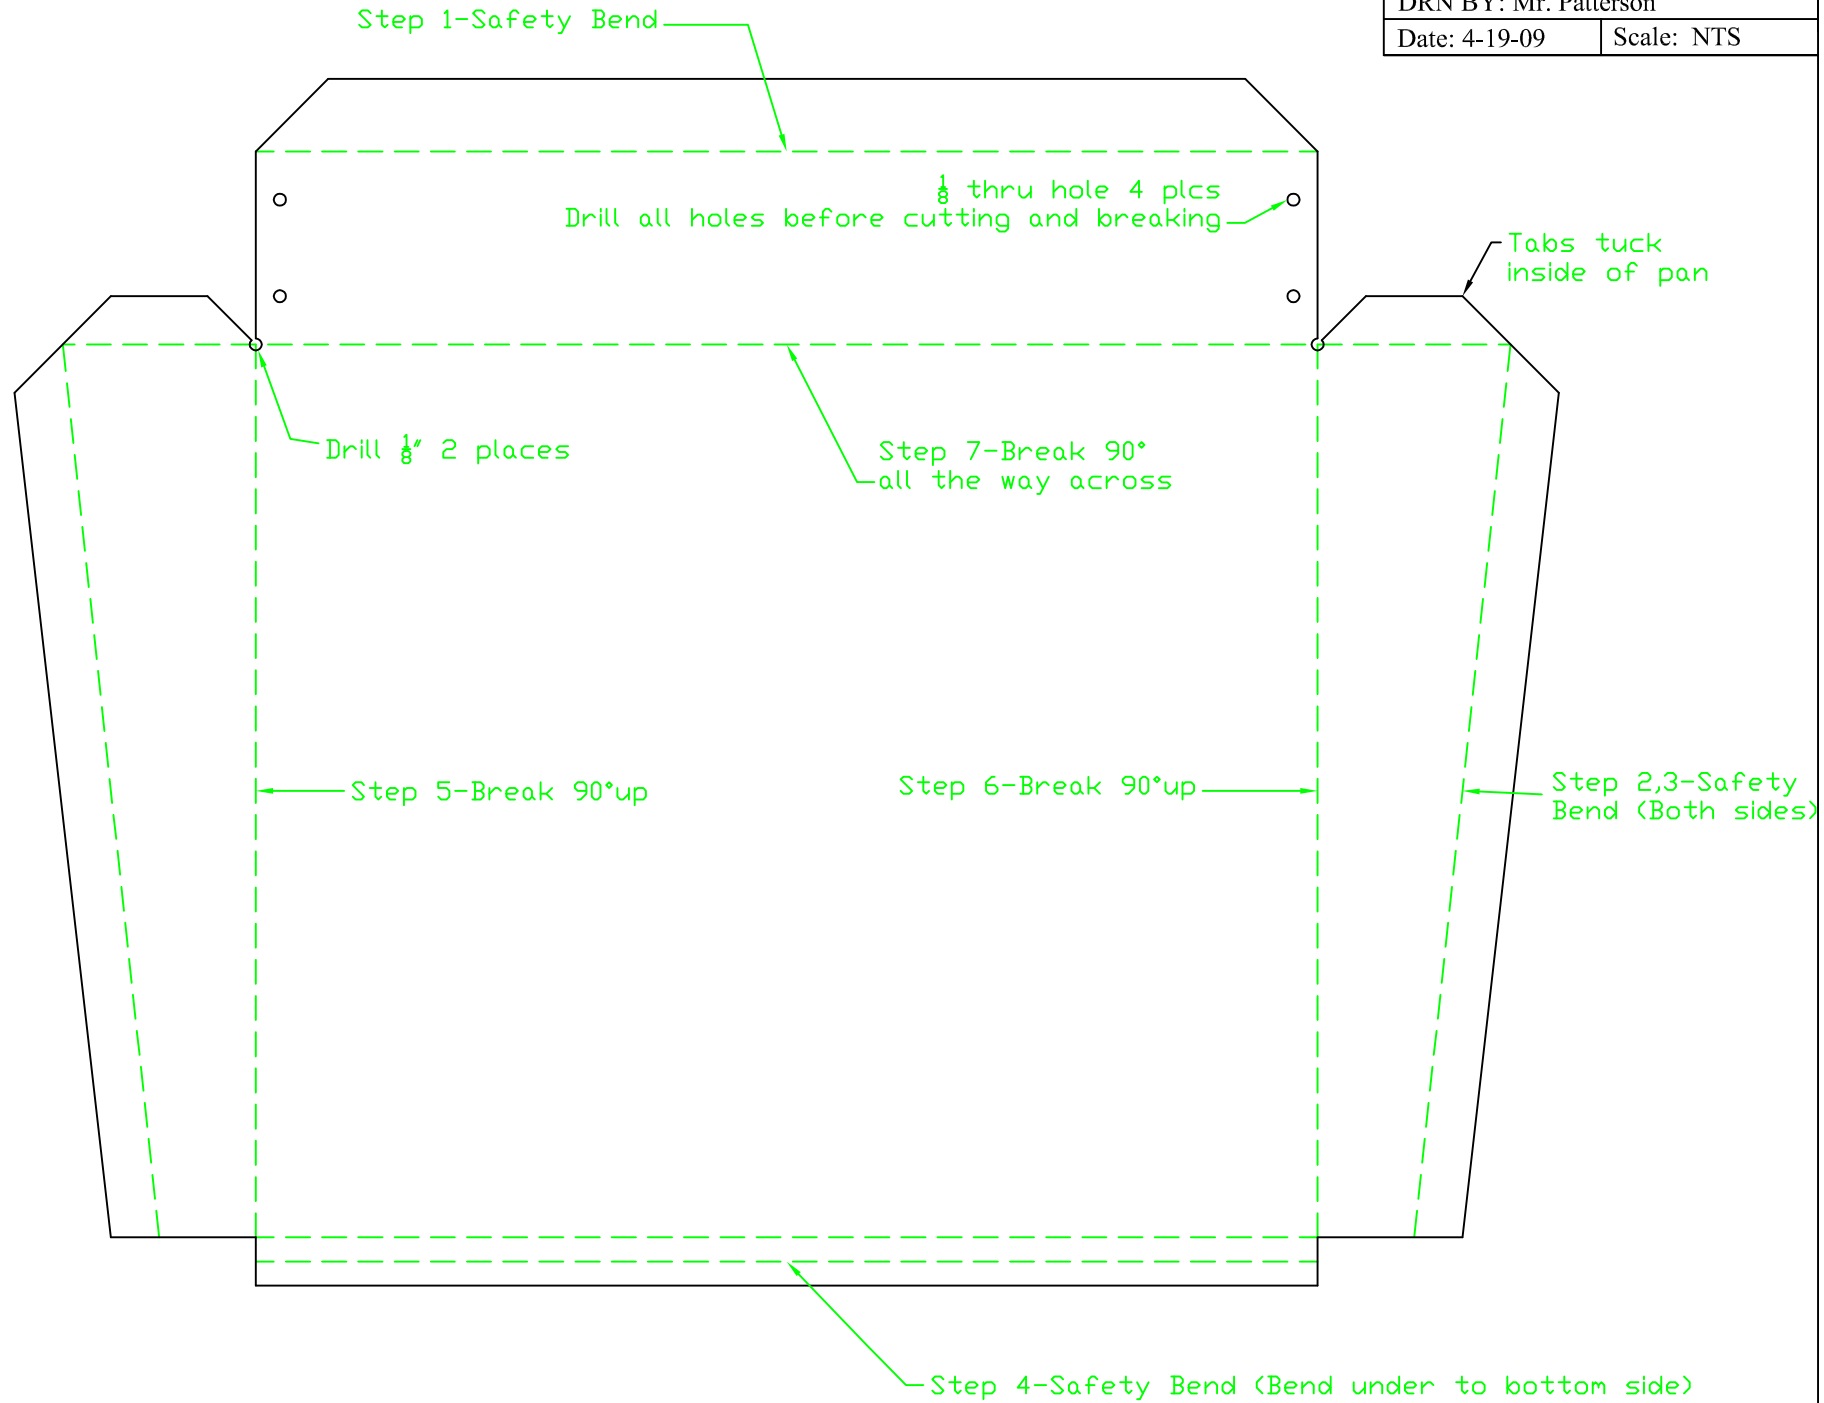 DRN BY: Mr. Patterson
Date: 4-19-09 Scale: NTS
Step 1-Safety Bend
1/8 thru hole 4 plcs
Drill all holes before cutting and breaking
Tabs tuck
inside of pan
Drill 1/8" 2 places
Step 7-Break 90°
all the way across
Step 5-Break 90°up
Step 6-Break 90°up
Step 2,3-Safety
Bend (Both sides)
Step 4-Safety Bend (Bend under to bottom side)